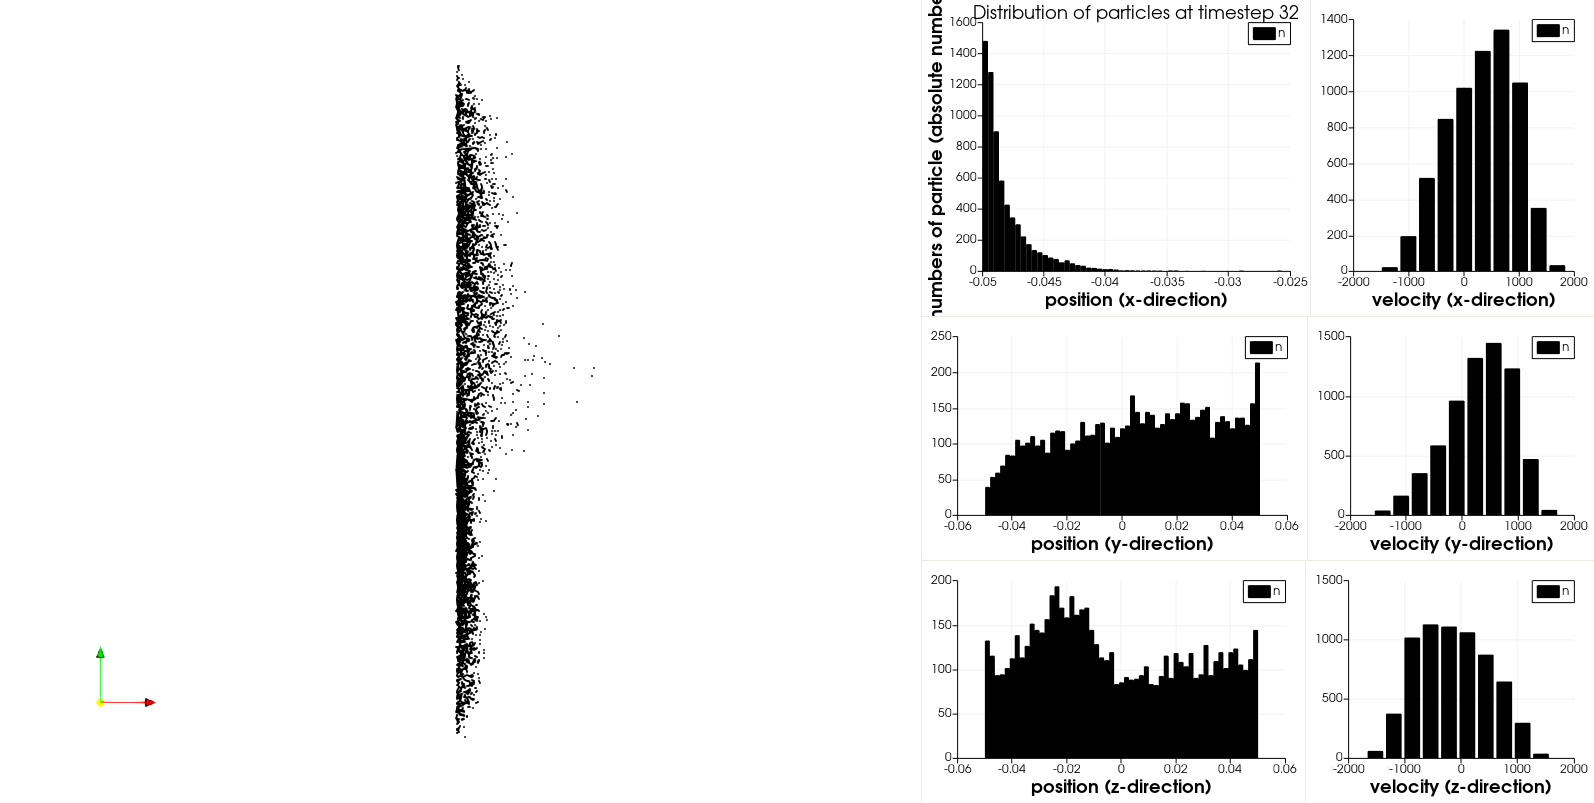 Distribution of particles at timestep 32
numbers of particle (absolute numbe
1600
1400
1200
1000
800
600
400
200
0
-0.05 -0.045 -0.04 -0.035 -0.03 -0.025
position (x-direction)
n
1400
1200
1000
800
600
400
200
0
-2000 -1000 0 1000 2000
velocity (x-direction)
n
250
200
150
100
50
0
-0.06 -0.04 -0.02 0 0.02 0.04 0.06
position (y-direction)
n
1500
1000
500
0
-2000 -1000 0 1000 2000
velocity (y-direction)
n
200
150
100
50
0
-0.06 -0.04 -0.02 0 0.02 0.04 0.06
position (z-direction)
n
1500
1000
500
0
-2000 -1000 0 1000 2000
velocity (z-direction)
n